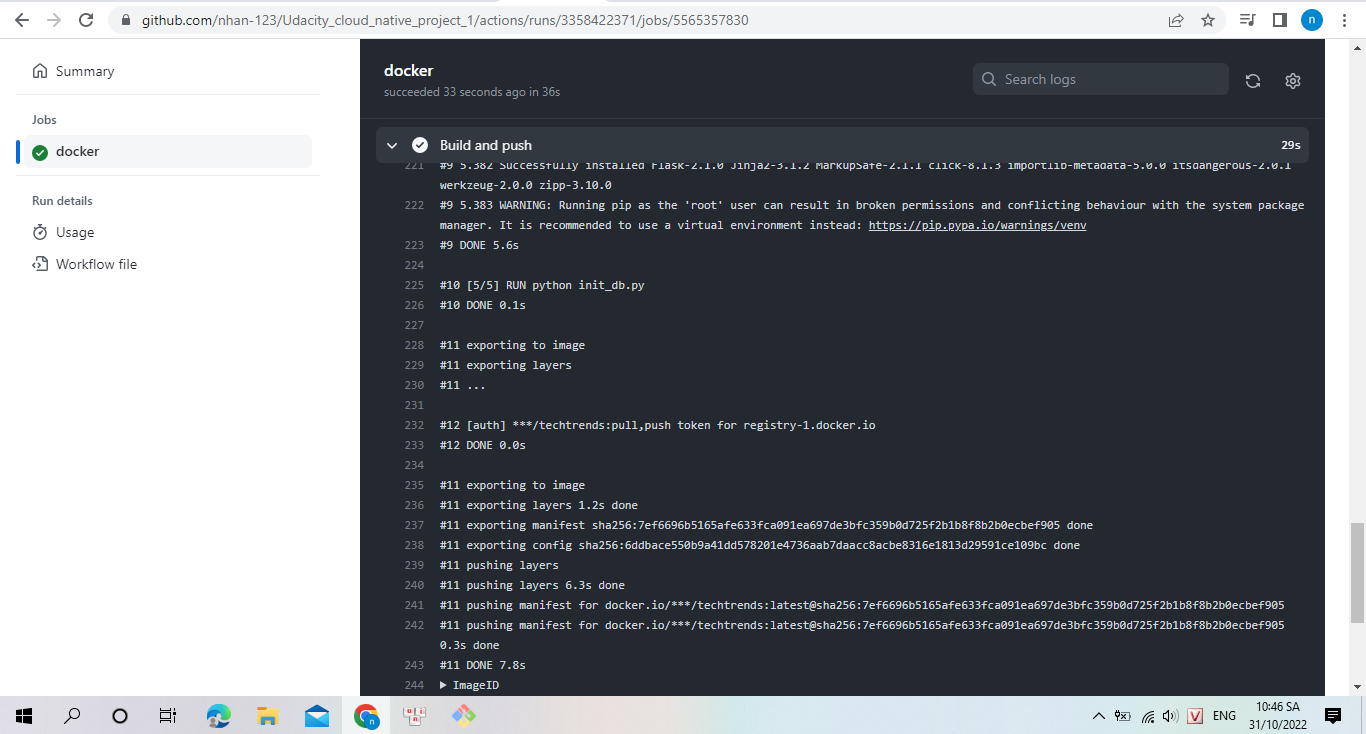 github.com/nhan-123/Udacity_cloud_native_project_1/actions/runs/3358422371/jobs/5565357830
n
Summary
Jobs
docker
Run details
Usage
Workflow file
docker
succeeded 33 seconds ago in 36s
Search logs
Build and push
29s
221 #9 5.382 Successfully installed Flask-2.1.0 Jinja2-3.1.2 MarkupSafe-2.1.1 click-8.1.3 importlib-metadata-5.0.0 itsdangerous-2.0.1
werkzeug-2.0.0 zipp-3.10.0
222 #9 5.383 WARNING: Running pip as the 'root' user can result in broken permissions and conflicting behaviour with the system package
manager. It is recommended to use a virtual environment instead: https://pip.pypa.io/warnings/venv
223 #9 DONE 5.6s
224
225 #10 [5/5] RUN python init_db.py
226 #10 DONE 0.1s
227
228 #11 exporting to image
229 #11 exporting layers
230 #11 ...
231
232 #12 [auth] ***/techtrends:pull,push token for registry-1.docker.io
233 #12 DONE 0.0s
234
235 #11 exporting to image
236 #11 exporting layers 1.2s done
237 #11 exporting manifest sha256:7ef6696b5165afe633fca091ea697de3bfc359b0d725f2b1b8f8b2b0ecbef905 done
238 #11 exporting config sha256:6ddbace550b9a41dd578201e4736aab7daacc8acbe8316e1813d29591ce109bc done
239 #11 pushing layers
240 #11 pushing layers 6.3s done
241 #11 pushing manifest for docker.io/***/techtrends:latest@sha256:7ef6696b5165afe633fca091ea697de3bfc359b0d725f2b1b8f8b2b0ecbef905
242 #11 pushing manifest for docker.io/***/techtrends:latest@sha256:7ef6696b5165afe633fca091ea697de3bfc359b0d725f2b1b8f8b2b0ecbef905
0.3s done
243 #11 DONE 7.8s
244 ▶ ImageID
n
V
ENG
10:46 SA
31/10/2022